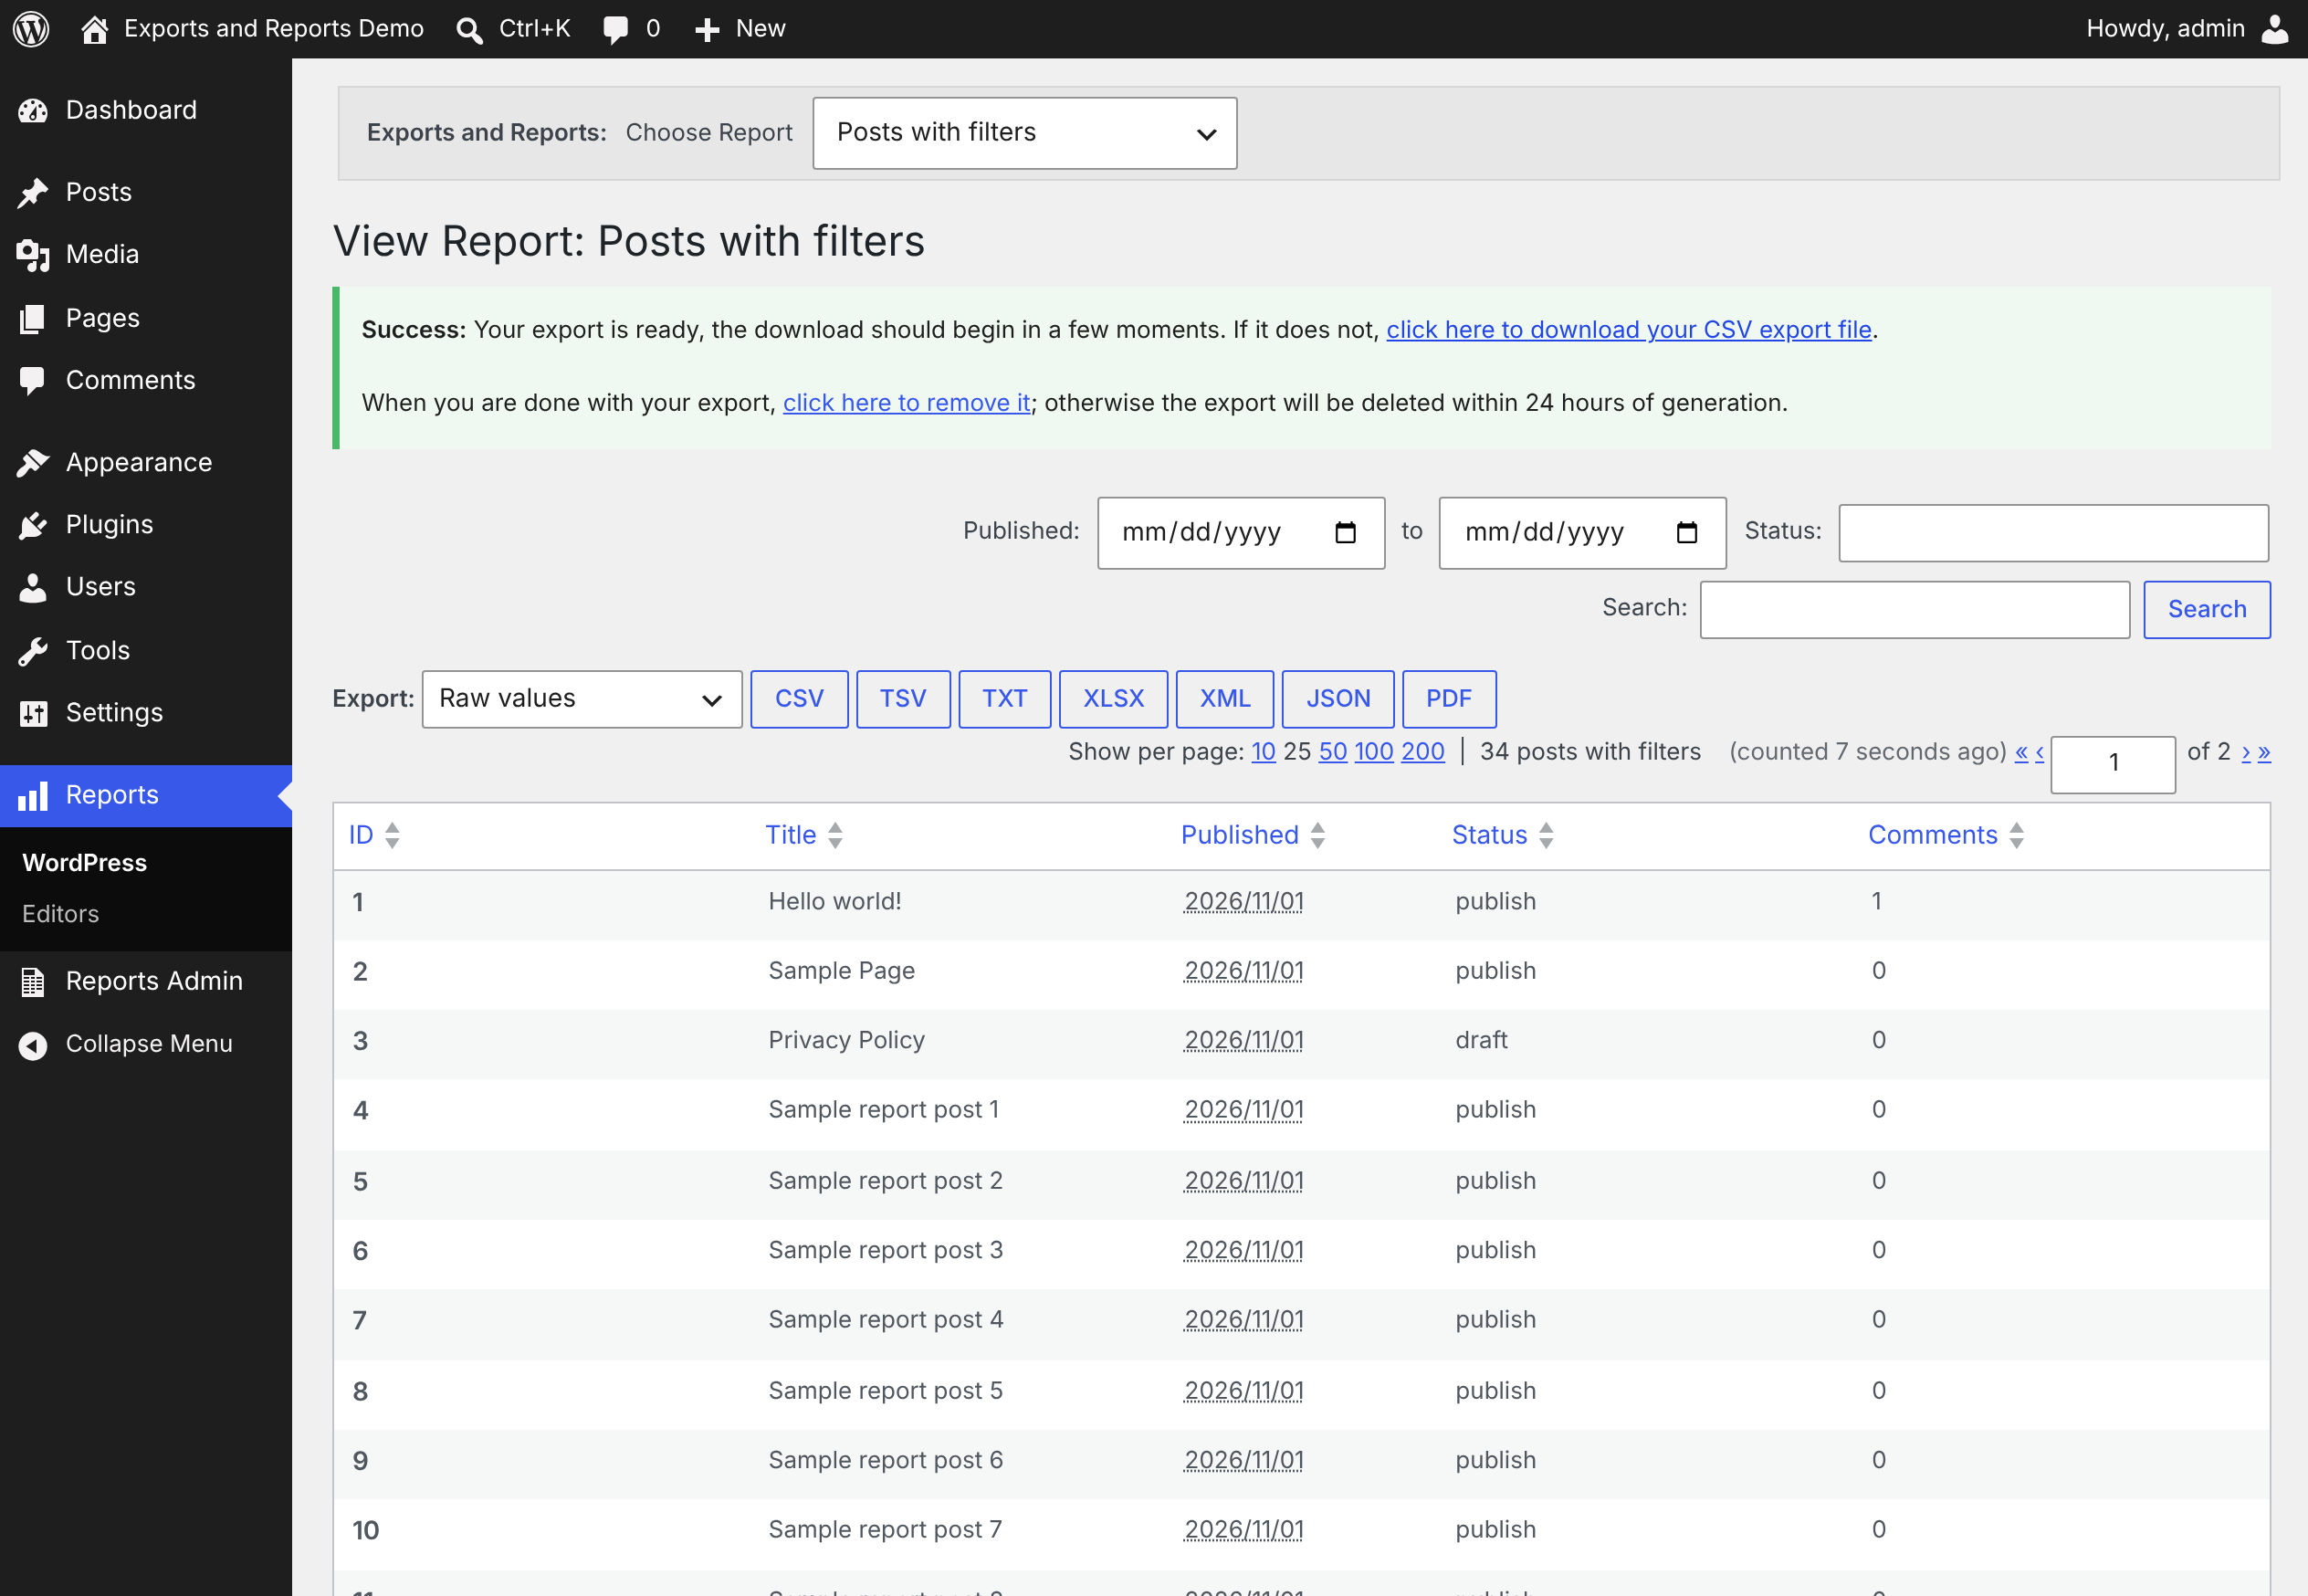 Exports and Reports Demo Ctrl+K 0 New Howdy, admin
Dashboard
Posts
Media
Pages
Comments
Appearance
Plugins
Users
Tools
Settings
Reports
WordPress
Editors
Reports Admin
Collapse Menu
Exports and Reports: Choose Report Posts with filters
View Report: Posts with filters
Success: Your export is ready, the download should begin in a few moments. If it does not, click here to download your CSV export file.
When you are done with your export, click here to remove it; otherwise the export will be deleted within 24 hours of generation.
Published: mm/dd/yyyy to mm/dd/yyyy Status:
Search: Search
Export: Raw values CSV TSV TXT XLSX XML JSON PDF
Show per page: 10 25 50 100 200 | 34 posts with filters (counted 7 seconds ago) « ‹ 1 of 2 › »
ID Title Published Status Comments
1 Hello world! 2026/11/01 publish 1
2 Sample Page 2026/11/01 publish 0
3 Privacy Policy 2026/11/01 draft 0
4 Sample report post 1 2026/11/01 publish 0
5 Sample report post 2 2026/11/01 publish 0
6 Sample report post 3 2026/11/01 publish 0
7 Sample report post 4 2026/11/01 publish 0
8 Sample report post 5 2026/11/01 publish 0
9 Sample report post 6 2026/11/01 publish 0
10 Sample report post 7 2026/11/01 publish 0